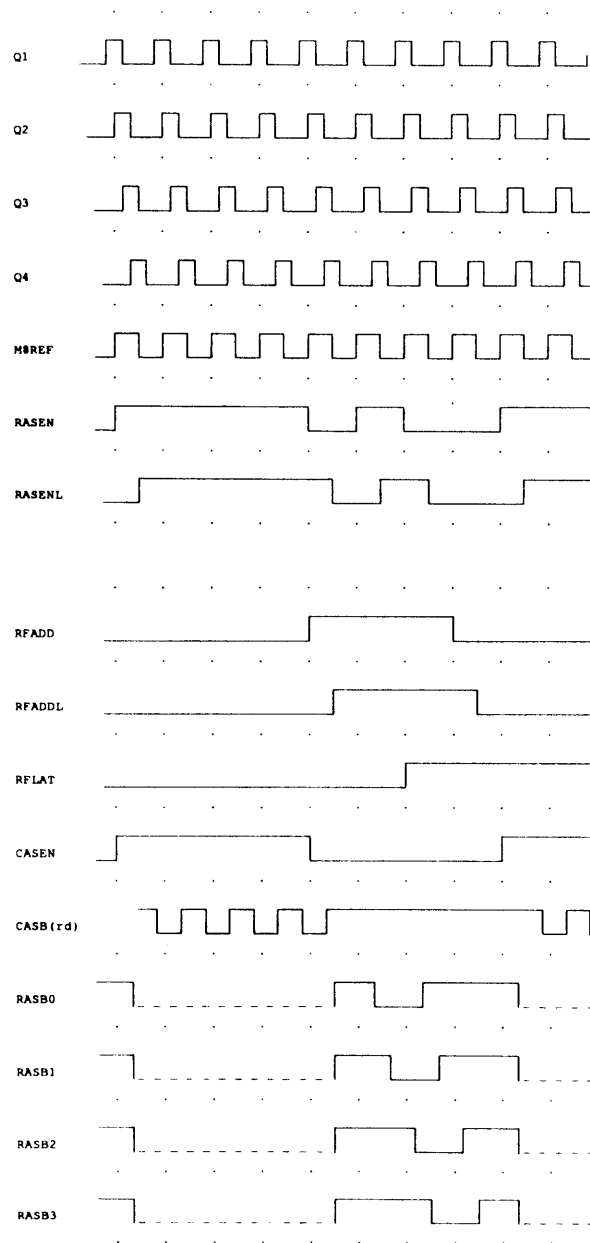 Q1
Q2
Q3
Q4
M8REF
RASEN
RASENL
RFADD
RFADDL
RFLAT
CASEN
CASB(rd)
RASB0
RASB1
RASB2
RASB3